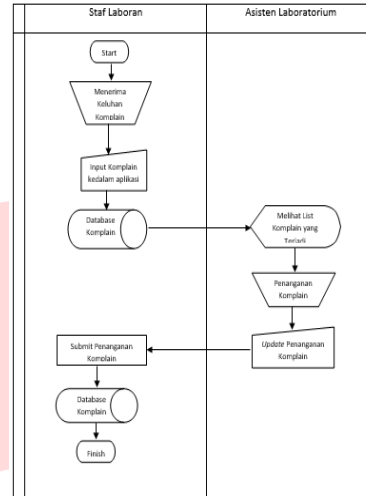 Staf Laboran
Asisten Laboratorium
Start
Menerima
Keluhan
Komplain
Input Komplain
kedalam aplikasi
Database
Komplain
Melihat List
Komplain yang
Terjadi
Penanganan
Komplain
Update Penanganan
Komplain
Submit Penanganan
Komplain
Database
Komplain
Finish